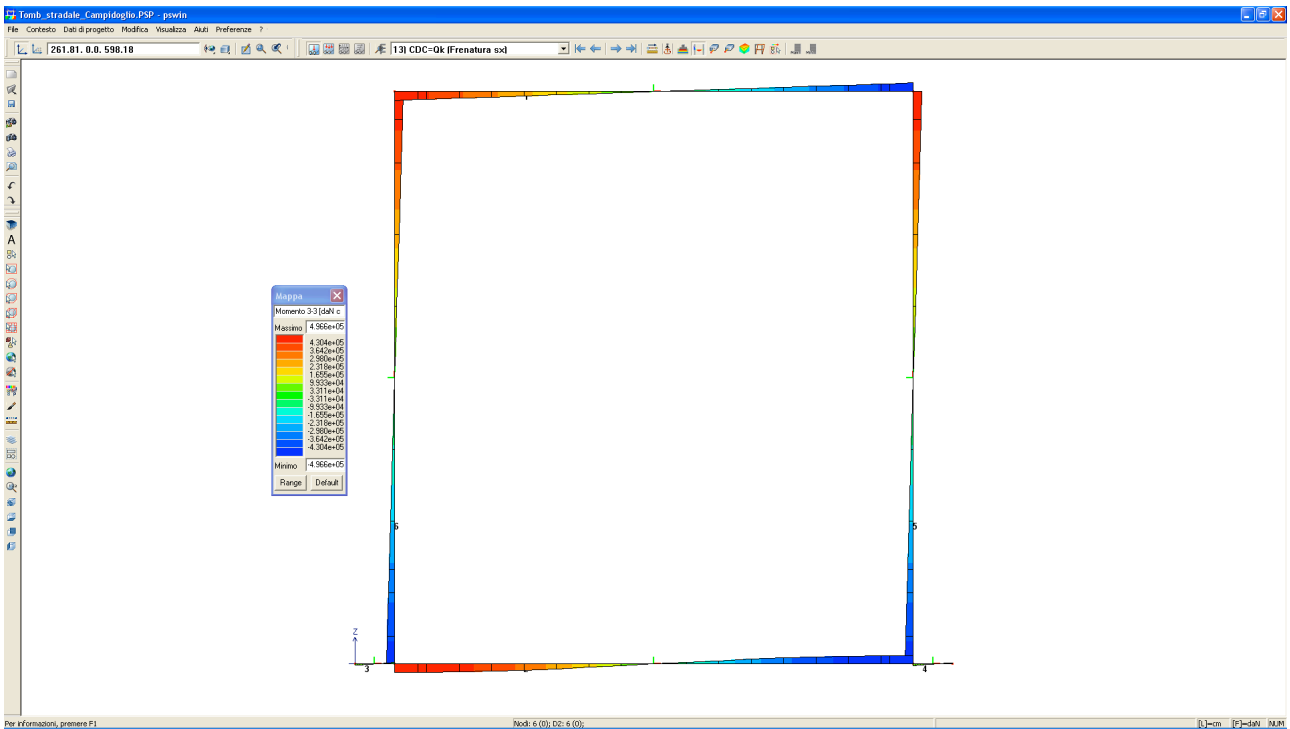 Tomb_stradale_Campidoglio.PSP - pswin
File Contesto Dati di progetto Modifica Visualizza Aiuti Preferenze ?
261.81. 0.0. 598.18
13) CDC=Qk (Frenatura sx)
Mappa
Momento 3-3 [daN c
Massimo 4.966e+05
4.304e+05
3.642e+05
2.980e+05
2.318e+05
1.655e+05
9.933e+04
3.311e+04
-3.311e+04
-9.933e+04
-1.655e+05
-2.318e+05
-2.980e+05
-3.642e+05
-4.304e+05
Minimo -4.966e+05
Range Default
A
6
5
Z
3
4
Per informazioni, premere F1
Nodi: 6 (0); D2: 6 (0);
[L]=cm [F]=daN NUM